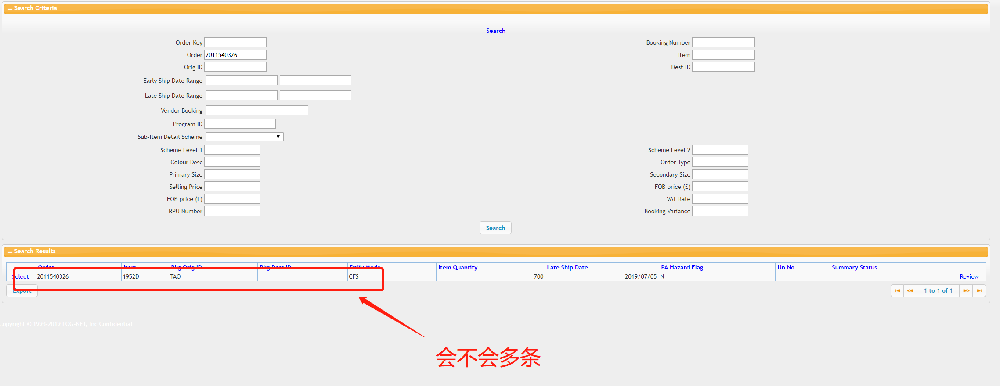 Search Criteria
Search
Order Key
Booking Number
Order 2011540326
Item
Orig ID
Dest ID
Early Ship Date Range
Late Ship Date Range
Vendor Booking
Program ID
Sub-Item Detail Scheme
Scheme Level 1
Scheme Level 2
Colour Desc
Order Type
Primary Size
Secondary Size
Selling Price
FOB price (£)
FOB price (L)
VAT Rate
RPU Number
Booking Variance
Search
Search Results
Order Item Bkg Orig ID Bkg Dest ID Deliv Mode Item Quantity Late Ship Date PA Hazard Flag Un No Summary Status
Select 2011540326 1952D TAO CFS 700 2019/07/05 N Review
Export
1 to 1 of 1
Copyright © 1993-2019 LOG-NET, Inc Confidential
会不会多条